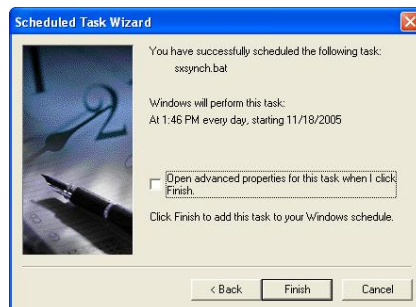 Scheduled Task Wizard
You have successfully scheduled the following task:
sxsynch.bat
Windows will perform this task:
At 1:46 PM every day, starting 11/18/2005
Open advanced properties for this task when I click
Finish.
Click Finish to add this task to your Windows schedule.
< Back Finish Cancel